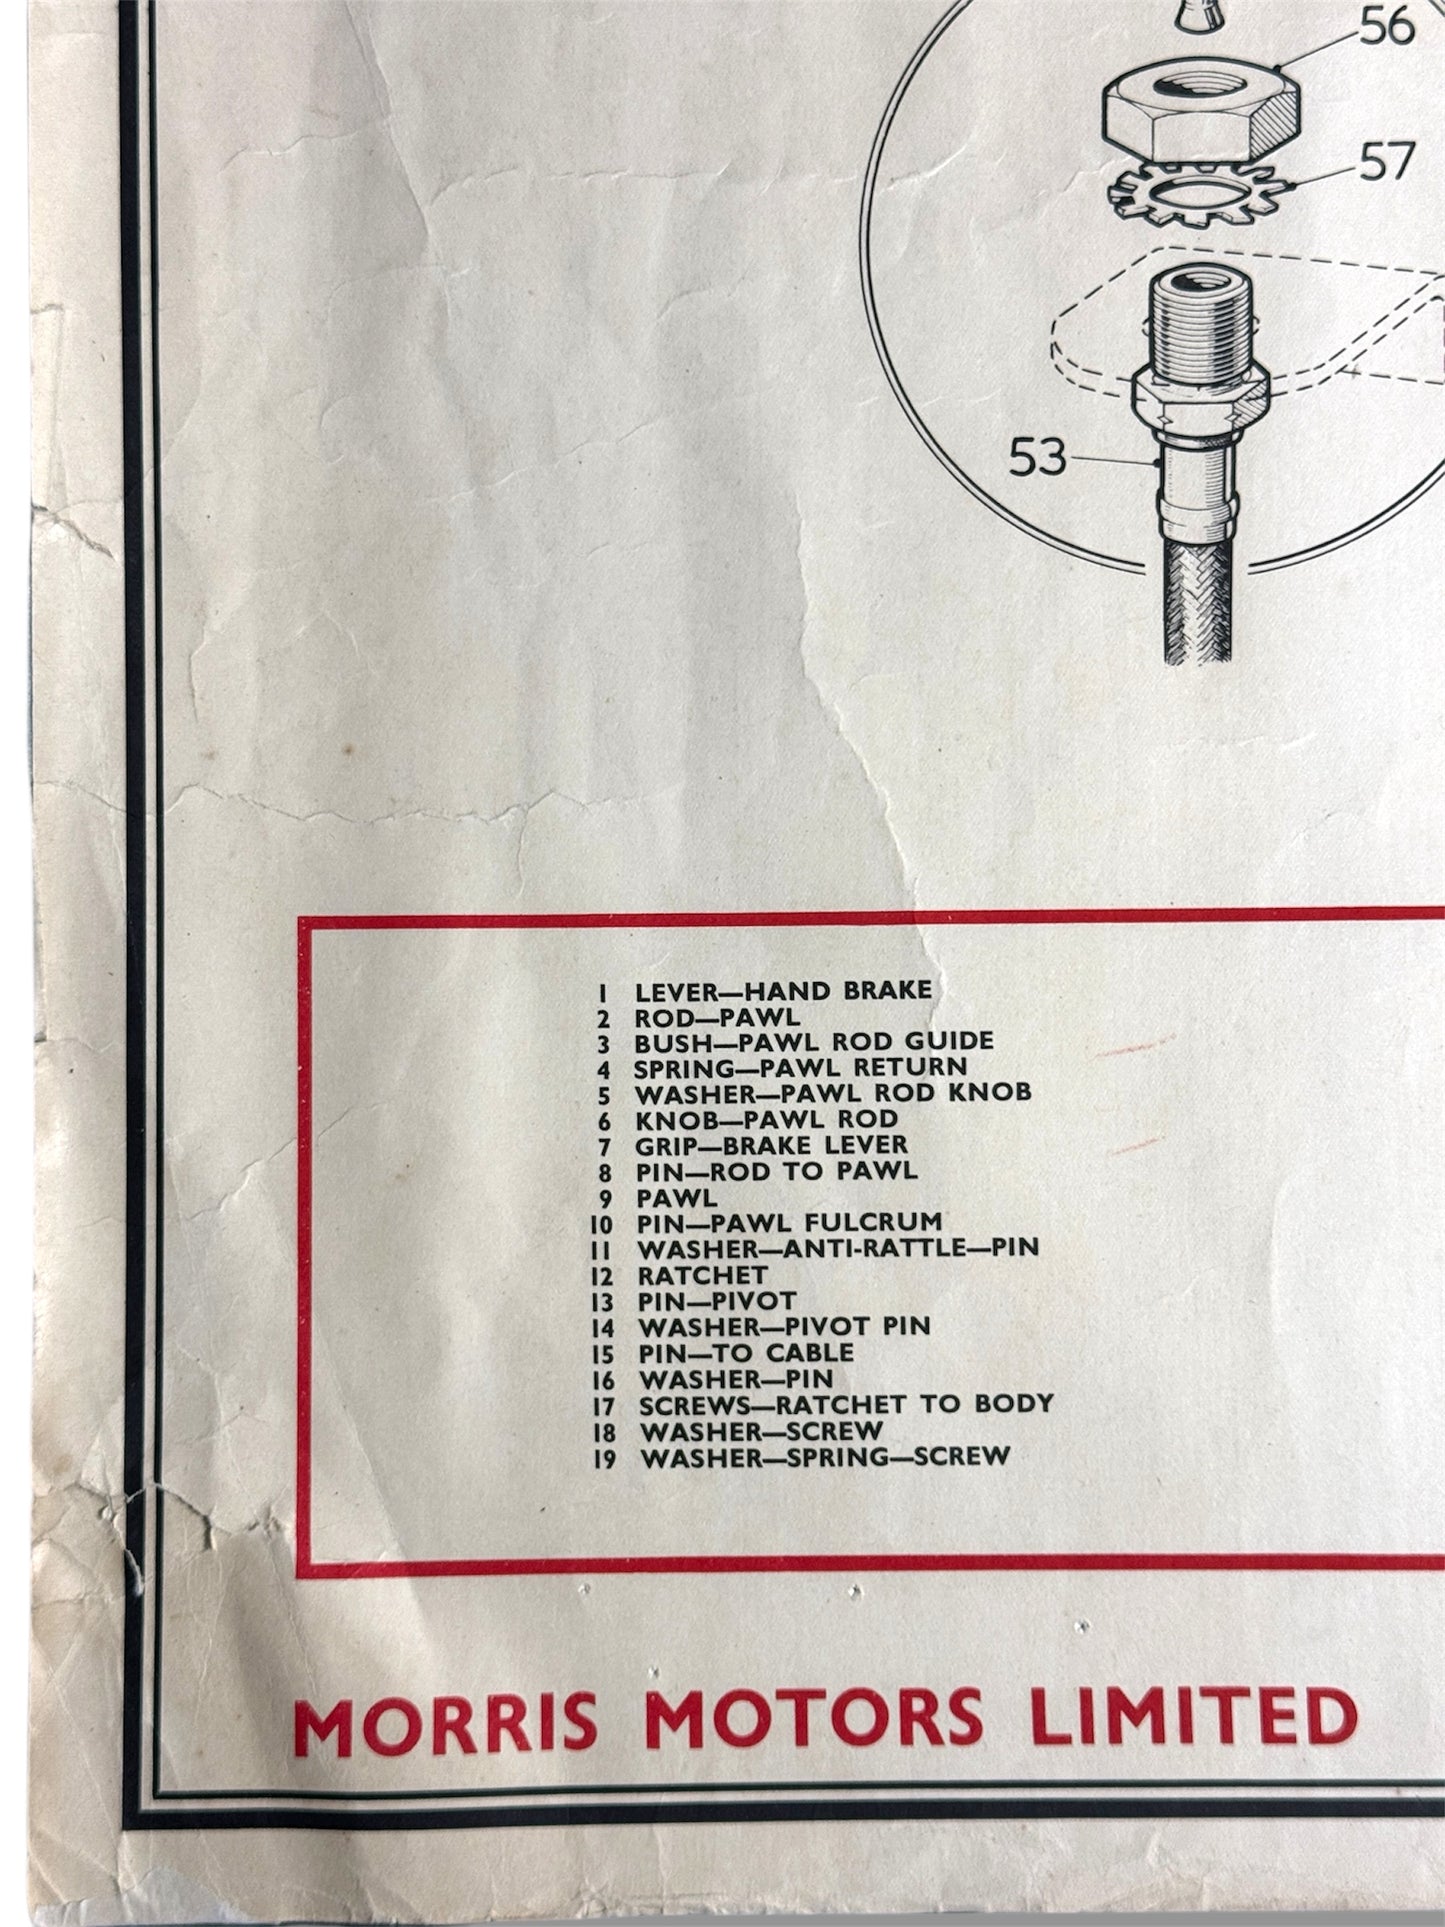 56
57
53
1 LEVER—HAND BRAKE
2 ROD—PAWL
3 BUSH—PAWL ROD GUIDE
4 SPRING—PAWL RETURN
5 WASHER—PAWL ROD KNOB
6 KNOB—PAWL ROD
7 GRIP—BRAKE LEVER
8 PIN—ROD TO PAWL
9 PAWL
10 PIN—PAWL FULCRUM
11 WASHER—ANTI-RATTLE—PIN
12 RATCHET
13 PIN—PIVOT
14 WASHER—PIVOT PIN
15 PIN—TO CABLE
16 WASHER—PIN
17 SCREWS—RATCHET TO BODY
18 WASHER—SCREW
19 WASHER—SPRING—SCREW
MORRIS MOTORS LIMITED